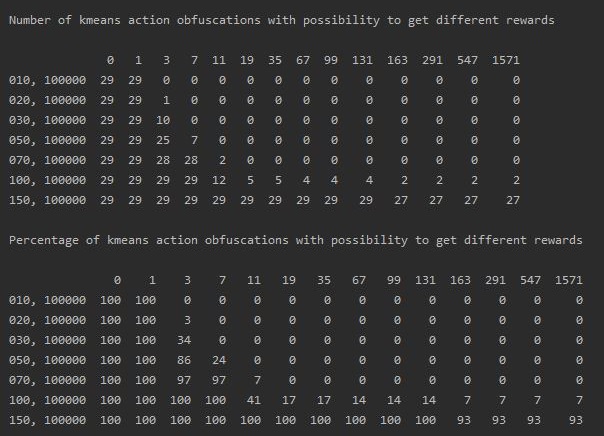 Number of kmeans action obfuscations with possibility to get different rewards
0 1 3 7 11 19 35 67 99 131 163 291 547 1571
010, 100000 29 29 0 0 0 0 0 0 0 0 0 0 0 0
020, 100000 29 29 1 0 0 0 0 0 0 0 0 0 0 0
030, 100000 29 29 10 0 0 0 0 0 0 0 0 0 0 0
050, 100000 29 29 25 7 0 0 0 0 0 0 0 0 0 0
070, 100000 29 29 28 28 2 0 0 0 0 0 0 0 0 0
100, 100000 29 29 29 29 12 5 5 4 4 4 2 2 2 2
150, 100000 29 29 29 29 29 29 29 29 29 29 27 27 27 27
Percentage of kmeans action obfuscations with possibility to get different rewards
0 1 3 7 11 19 35 67 99 131 163 291 547 1571
010, 100000 100 100 0 0 0 0 0 0 0 0 0 0 0 0
020, 100000 100 100 3 0 0 0 0 0 0 0 0 0 0 0
030, 100000 100 100 34 0 0 0 0 0 0 0 0 0 0 0
050, 100000 100 100 86 24 0 0 0 0 0 0 0 0 0 0
070, 100000 100 100 97 97 7 0 0 0 0 0 0 0 0 0
100, 100000 100 100 100 100 41 17 17 14 14 14 7 7 7 7
150, 100000 100 100 100 100 100 100 100 100 100 100 93 93 93 93